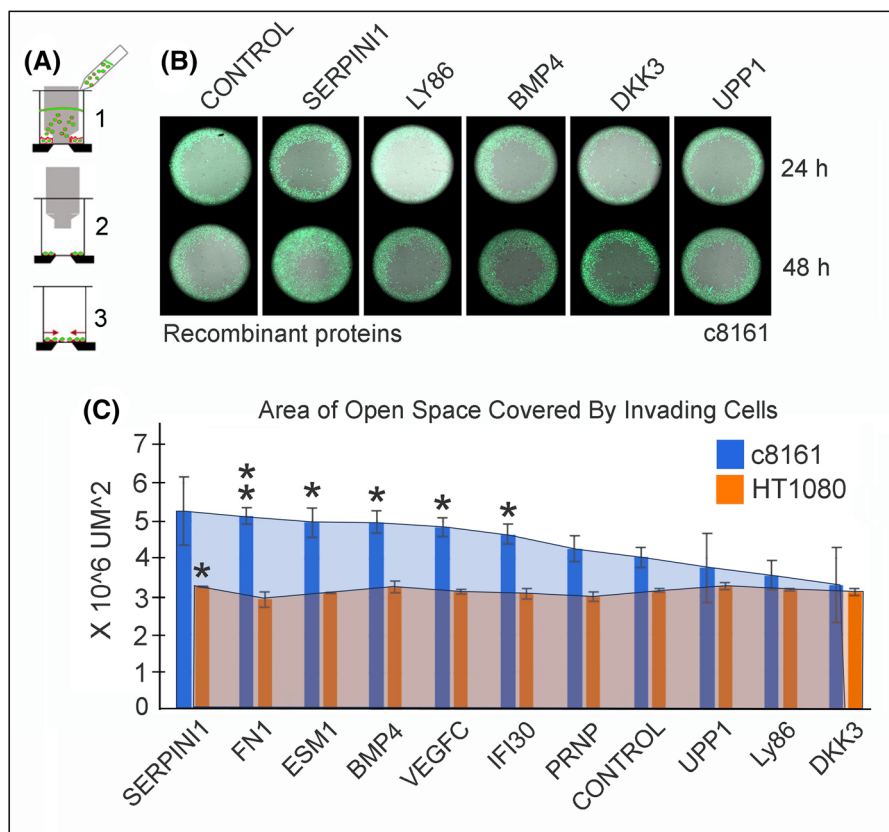 (A)
1
2
3
(B)
CONTROL
SERPINI1
LY86
BMP4
DKK3
UPP1
24 h
48 h
Recombinant proteins
c8161
(C)
Area of Open Space Covered By Invading Cells
X 10^6 UM^2
7
6
5
4
3
2
1
0
*
*
*
*
*
*
*
c8161
HT1080
SERPINI1
FN1
ESM1
BMP4
VEGFC
IFI30
PRNP
CONTROL
UPP1
Ly86
DKK3